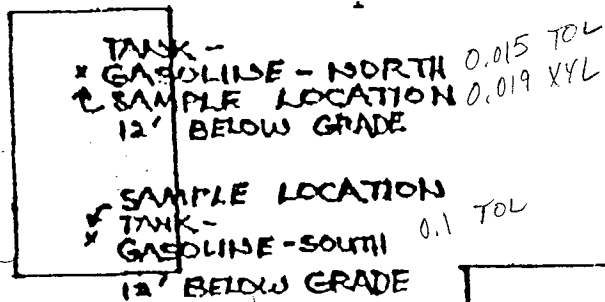 TANK -
x GASOLINE - NORTH 0.015 TOL
SAMPLE LOCATION 0.019 XYL
12' BELOW GRADE
SAMPLE LOCATION
TANK -
x GASOLINE - SOUTH 0.1 TOL
12' BELOW GRADE